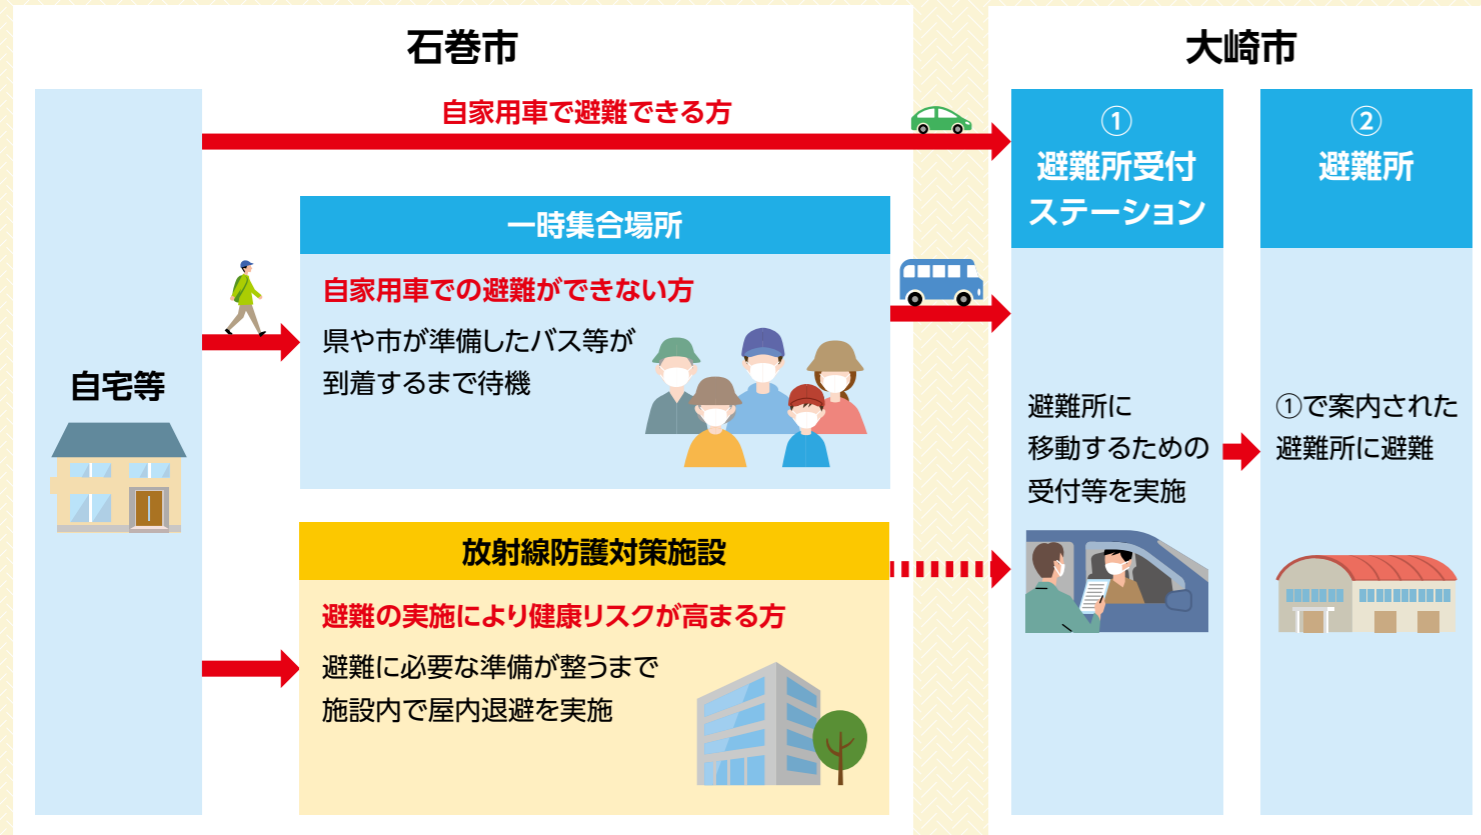 石巻市
自宅等
自家用車で避難できる方
一時集合場所
自家用車での避難ができない方
県や市が準備したバス等が
到着するまで待機
放射線防護対策施設
避難の実施により健康リスクが高まる方
避難に必要な準備が整うまで
施設内で屋内退避を実施
大崎市
①
避難所受付
ステーション
避難所に
移動するための
受付等を実施
②
避難所
①で案内された
避難所に避難